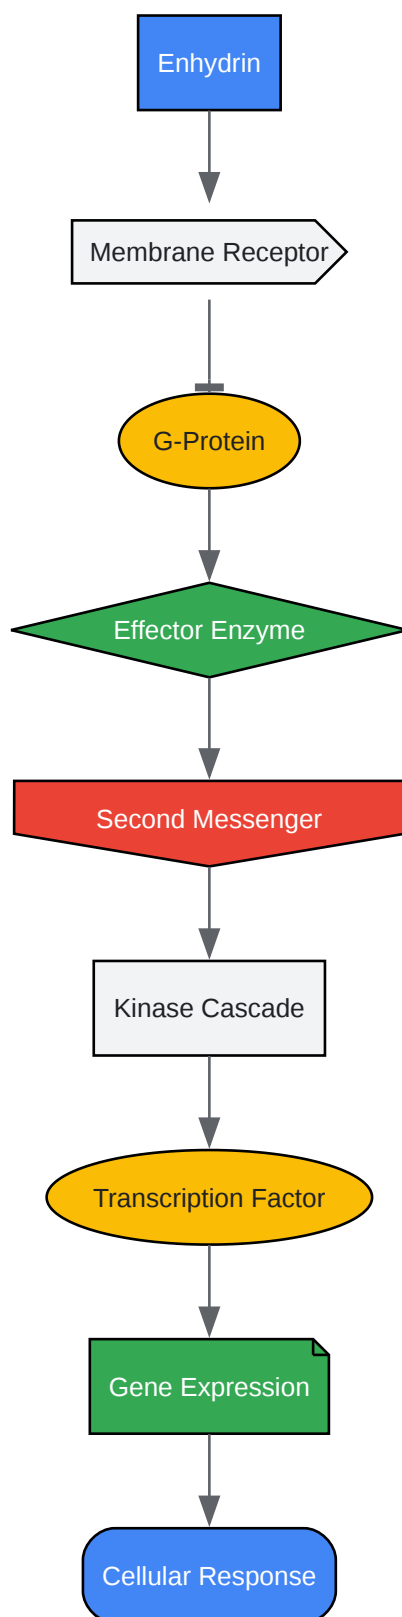 Enhydrin
Membrane Receptor
G-Protein
Effector Enzyme
Second Messenger
Kinase Cascade
Transcription Factor
Gene Expression
Cellular Response